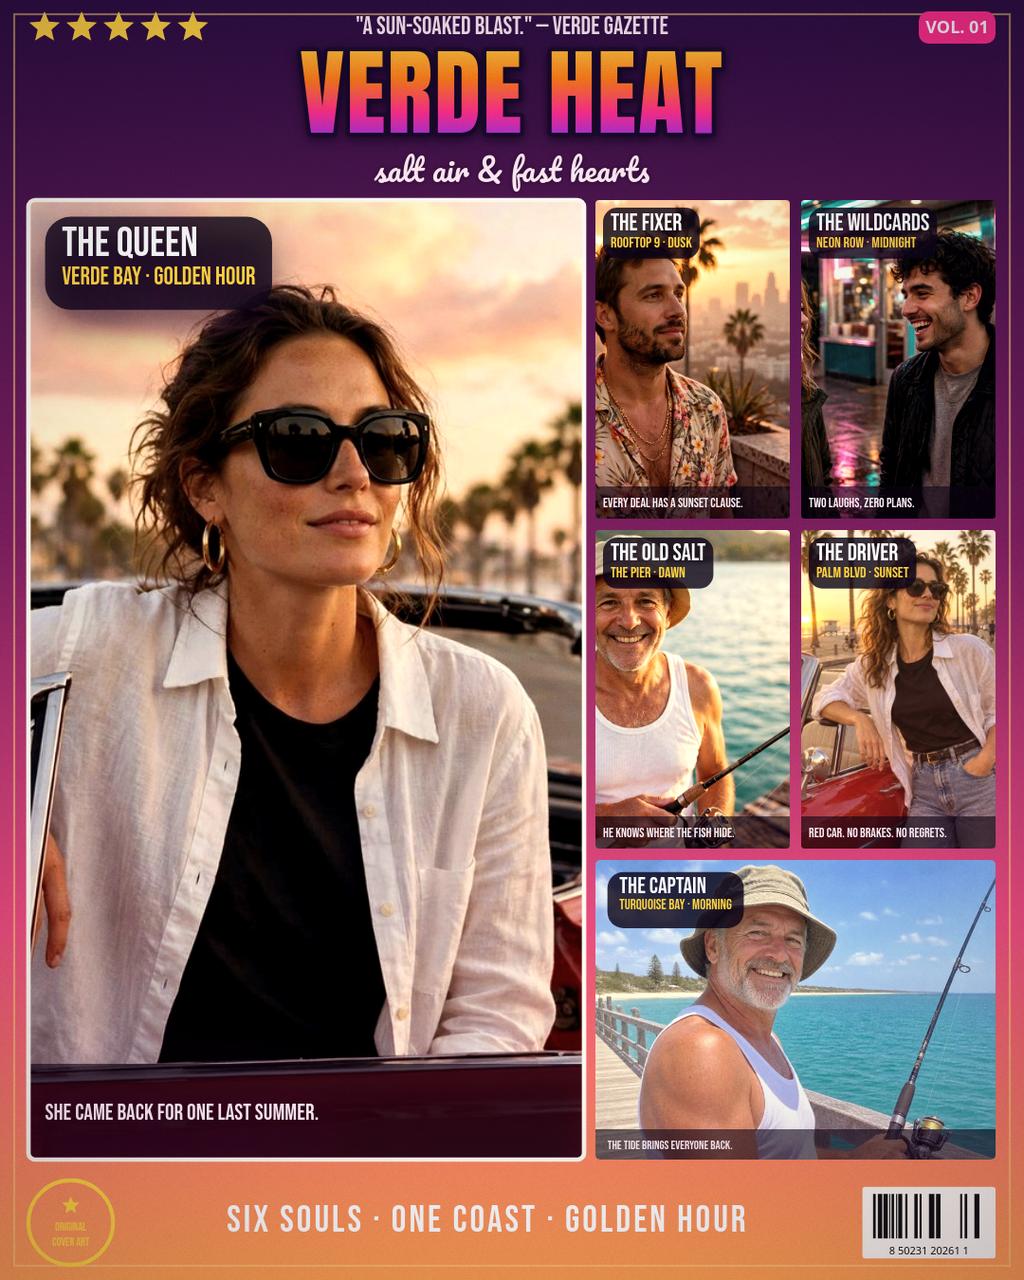 "A SUN-SOAKED BLAST." — VERDE GAZETTE
VOL. 01
VERDE HEAT
salt air & fast hearts
THE QUEEN
VERDE BAY · GOLDEN HOUR
SHE CAME BACK FOR ONE LAST SUMMER.
THE FIXER
ROOFTOP 9 · DUSK
EVERY DEAL HAS A SUNSET CLAUSE.
THE WILDCARDS
NEON ROW · MIDNIGHT
TWO LAUGHS, ZERO PLANS.
THE OLD SALT
THE PIER · DAWN
HE KNOWS WHERE THE FISH HIDE.
THE DRIVER
PALM BLVD · SUNSET
RED CAR. NO BRAKES. NO REGRETS.
THE CAPTAIN
TURQUOISE BAY · MORNING
THE TIDE BRINGS EVERYONE BACK.
ORIGINAL
COVER ART
SIX SOULS · ONE COAST · GOLDEN HOUR
8 50231 20261 1